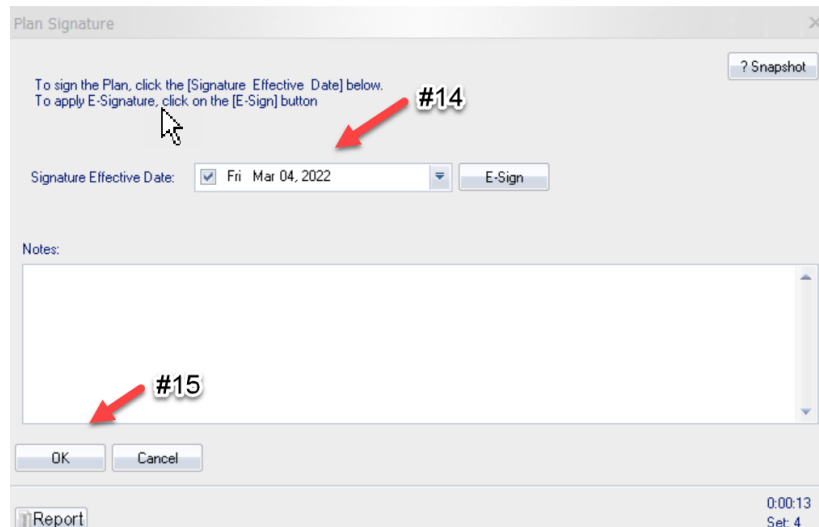 Plan Signature
? Snapshot
To sign the Plan, click the [Signature Effective Date] below.
To apply E-Signature, click on the [E-Sign] button
#14
Signature Effective Date: Fri Mar 04, 2022 E-Sign
Notes:
#15
OK Cancel
0:00:13
Report
Set: 4